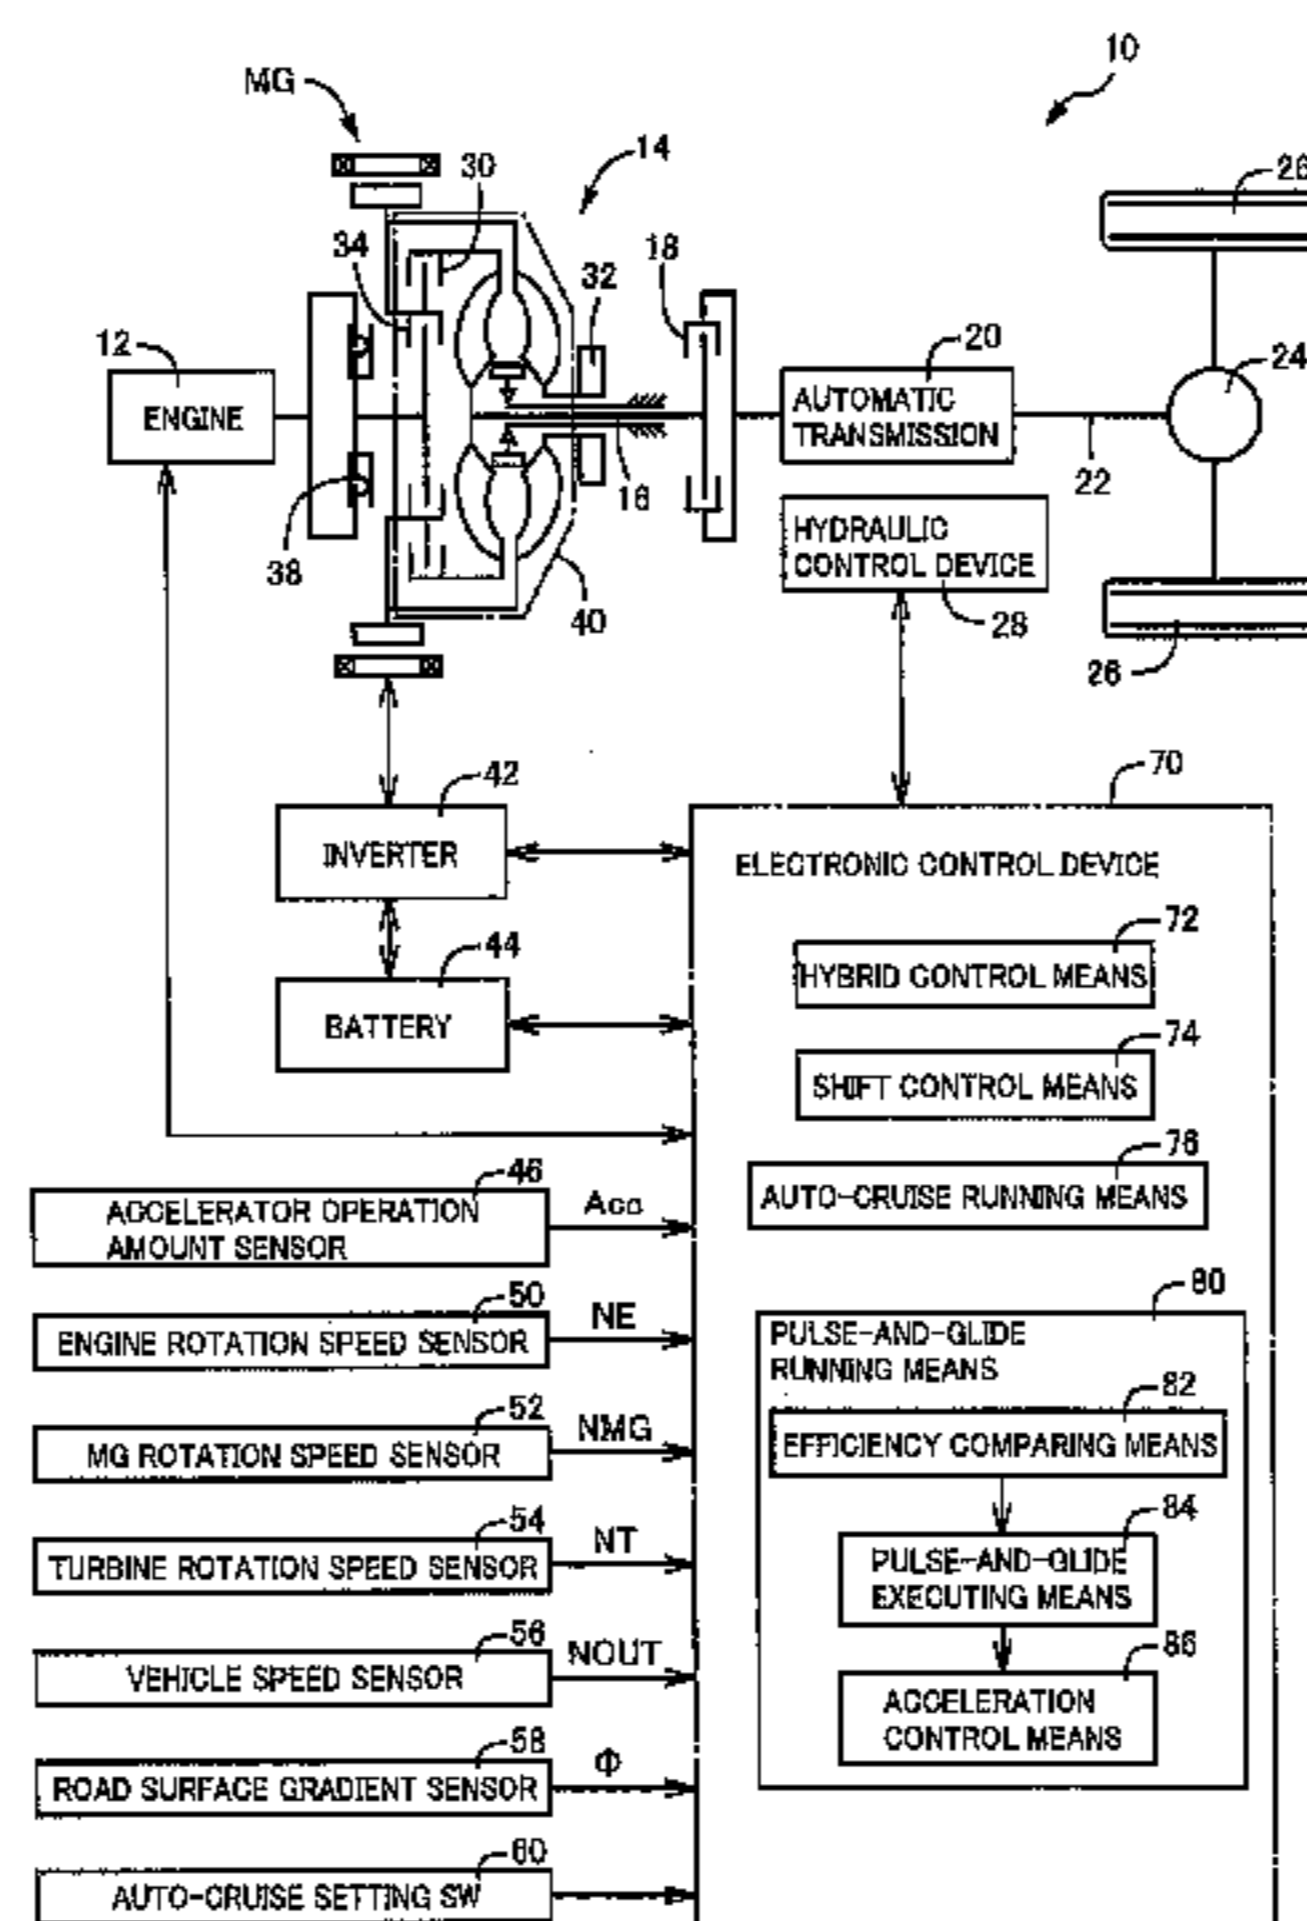 10
MG
14
30
26
34
18
32
12
20
24
ENGINE
AUTOMATIC
TRANSMISSION
16
22
38
HYDRAULIC
CONTROL DEVICE
40
28
26
42
70
INVERTER
ELECTRONIC CONTROL DEVICE
72
44
HYBRID CONTROL MEANS
BATTERY
74
SHIFT CONTROL MEANS
76
AUTO-CRUISE RUNNING MEANS
46
ACCELERATOR OPERATION
AMOUNT SENSOR
Acc
50
ENGINE ROTATION SPEED SENSOR
NE
80
PULSE-AND-GLIDE
RUNNING MEANS
82
EFFICIENCY COMPARING MEANS
52
MG ROTATION SPEED SENSOR
NMG
84
PULSE-AND-GLIDE
EXECUTING MEANS
54
TURBINE ROTATION SPEED SENSOR
NT
86
ACCELERATION
CONTROL MEANS
56
VEHICLE SPEED SENSOR
NOUT
58
ROAD SURFACE GRADIENT SENSOR
Φ
60
AUTO-CRUISE SETTING SW